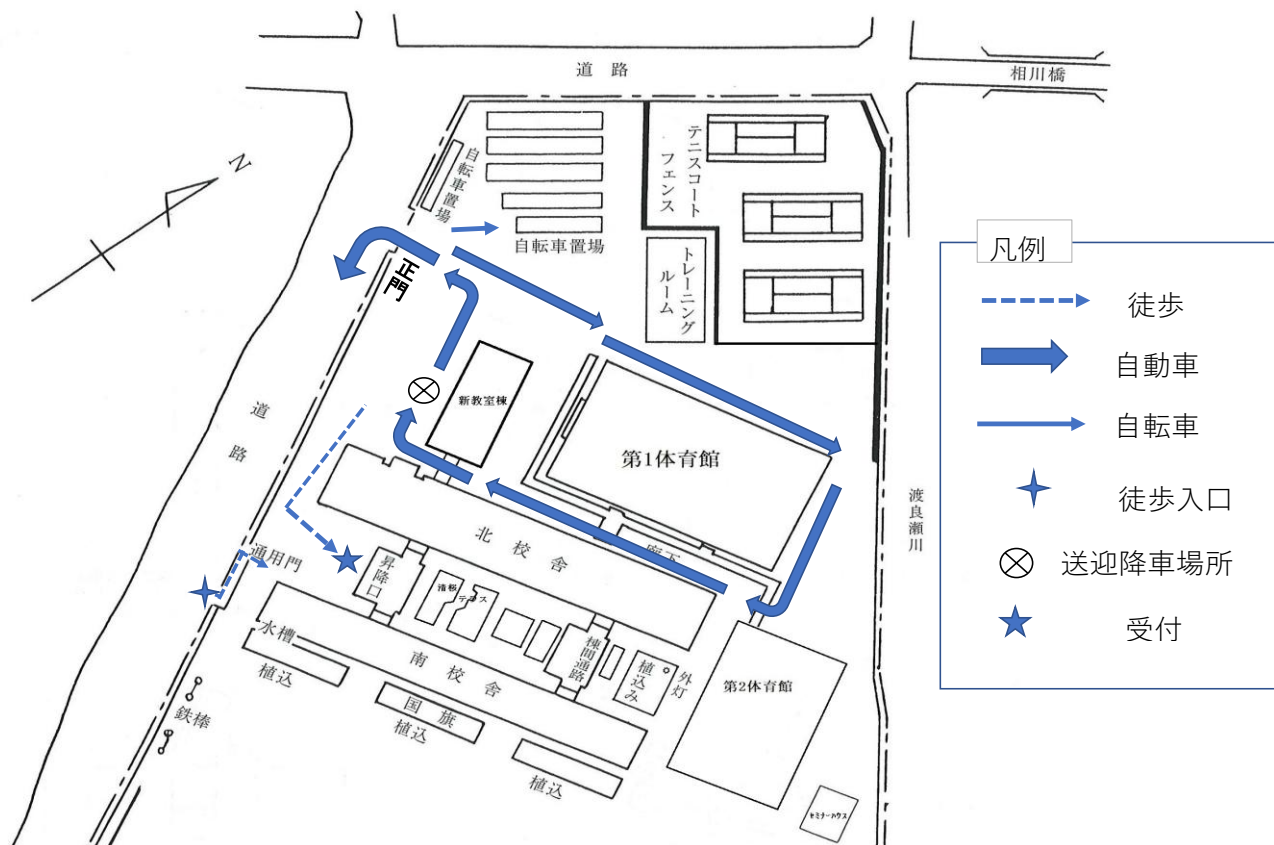 道 路
相川橋
N
自転車置場
自転車置場
テニスコート
フェンス
トレーニング
ルーム
正門
凡例
徒歩
自動車
自転車
徒歩入口
送迎降車場所
受付
新教室棟
第1体育館
道
路
渡良瀬川
北 校 舎
廊下
通用門
昇降口
テラス
棟間通路
植込み
外灯
水槽
南 校 舎
第2体育館
植込
国 旗
植込
植込
鉄棒
セミナーハウス